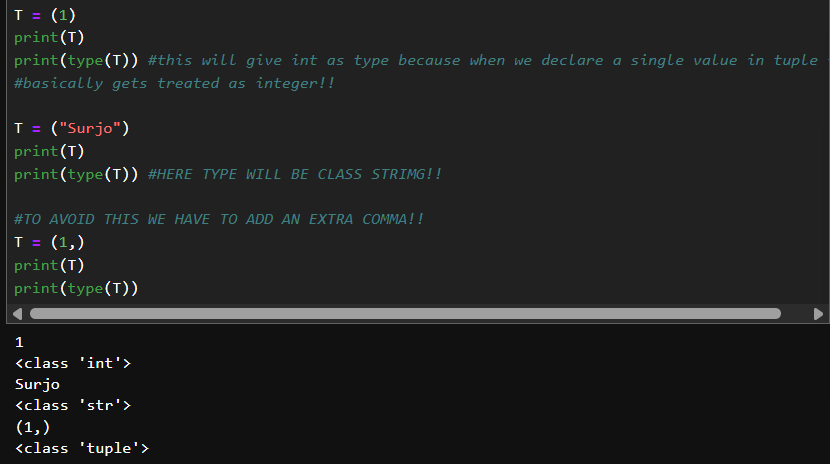 T = (1)
print(T)
print(type(T)) #this will give int as type because when we declare a single value in tuple
#basically gets treated as integer!!
T = ("Surjo")
print(T)
print(type(T)) #HERE TYPE WILL BE CLASS STRIMG!!
#TO AVOID THIS WE HAVE TO ADD AN EXTRA COMMA!!
T = (1,)
print(T)
print(type(T))
1
<class 'int'>
Surjo
<class 'str'>
(1,)
<class 'tuple'>